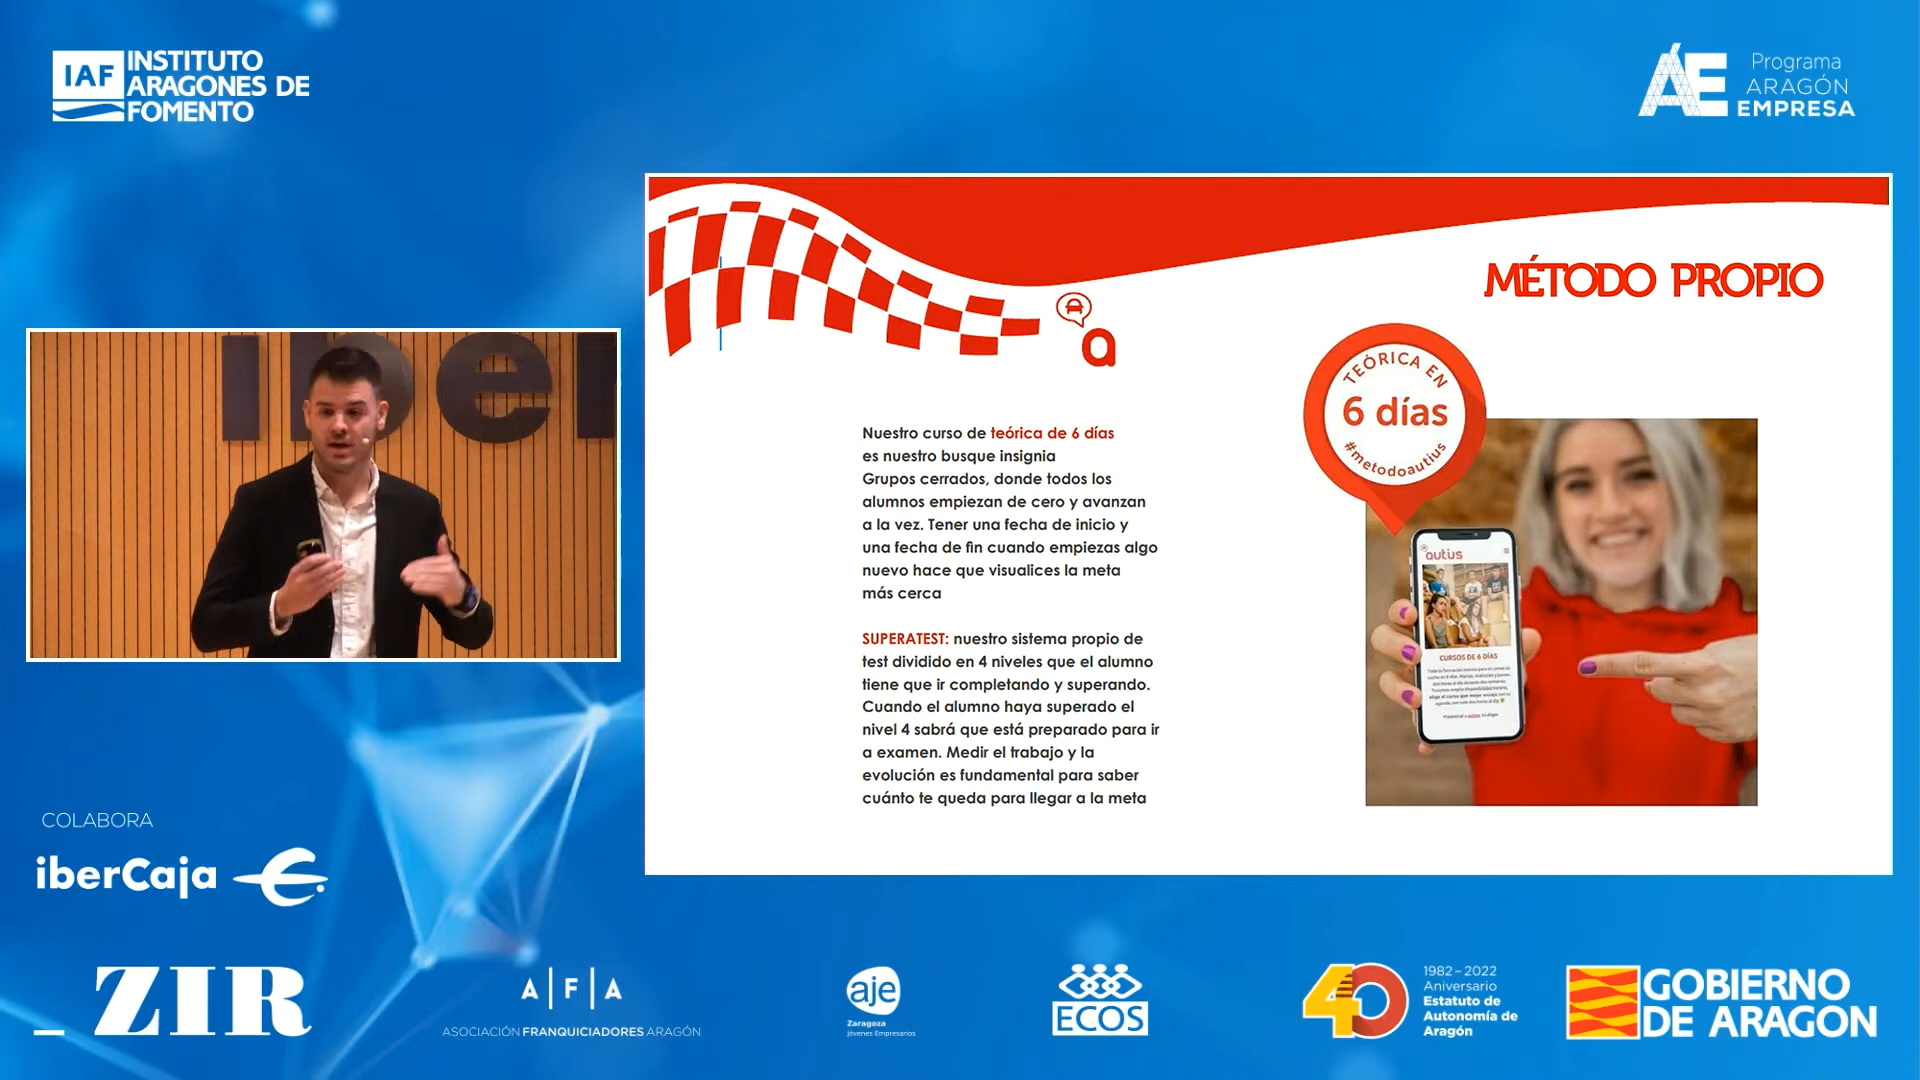 IAF
INSTITUTO
ARAGONES DE
FOMENTO
ÁE
Programa
ARAGÓN
EMPRESA
iber
MÉTODO PROPIO
a
TEÓRICA EN
6 días
#metodoautius
Nuestro curso de teórica de 6 días
es nuestro busque insignia
Grupos cerrados, donde todos los
alumnos empiezan de cero y avanzan
a la vez. Tener una fecha de inicio y
una fecha de fin cuando empiezas algo
nuevo hace que visualices la meta
más cerca
SUPERATEST: nuestro sistema propio de
test dividido en 4 niveles que el alumno
tiene que ir completando y superando.
Cuando el alumno haya superado el
nivel 4 sabrá que está preparado para ir
a examen. Medir el trabajo y la
evolución es fundamental para saber
cuánto te queda para llegar a la meta
autius
CURSOS DE 6 DÍAS
COLABORA
iberCaja
_ ZIR
A|F|A
ASOCIACIÓN FRANQUICIADORES ARAGÓN
aje
Zaragoza
Jóvenes Empresarios
ECOS
40
1982 – 2022
Aniversario
Estatuto de
Autonomía de
Aragón
GOBIERNO
DE ARAGON